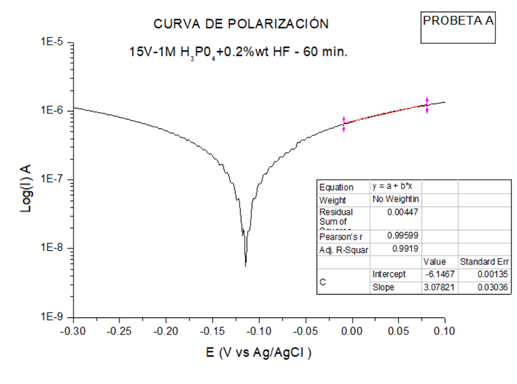 CURVA DE POLARIZACIÓN
PROBETA A
15V-1M H3P04+0.2%wt HF - 60 min.
1E-5
1E-6
1E-7
1E-8
1E-9
Log(I) A
Equation y = a + b*x
Weight No Weightin
Residual Sum of 0.00447
Pearson's r 0.99599
Adj. R-Squar 0.9919
Value Standard Err
C Intercept -6.1467 0.00135
Slope 3.07821 0.03036
-0.30 -0.25 -0.20 -0.15 -0.10 -0.05 0.00 0.05 0.10
E (V vs Ag/AgCl )